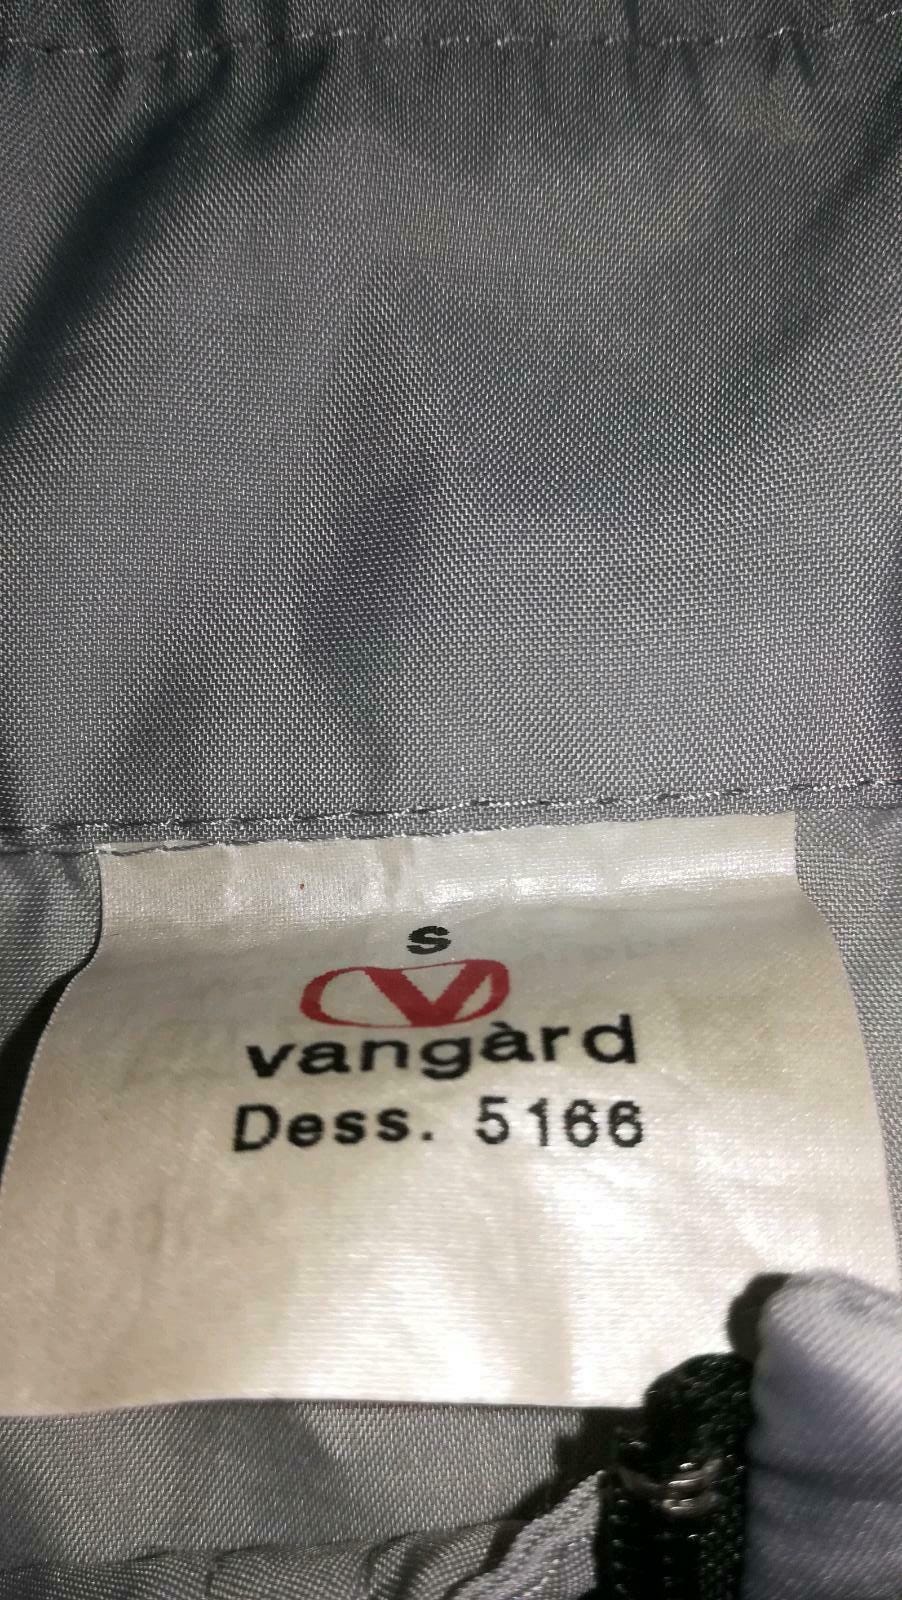 S
V
vangàrd
Dess. 5166